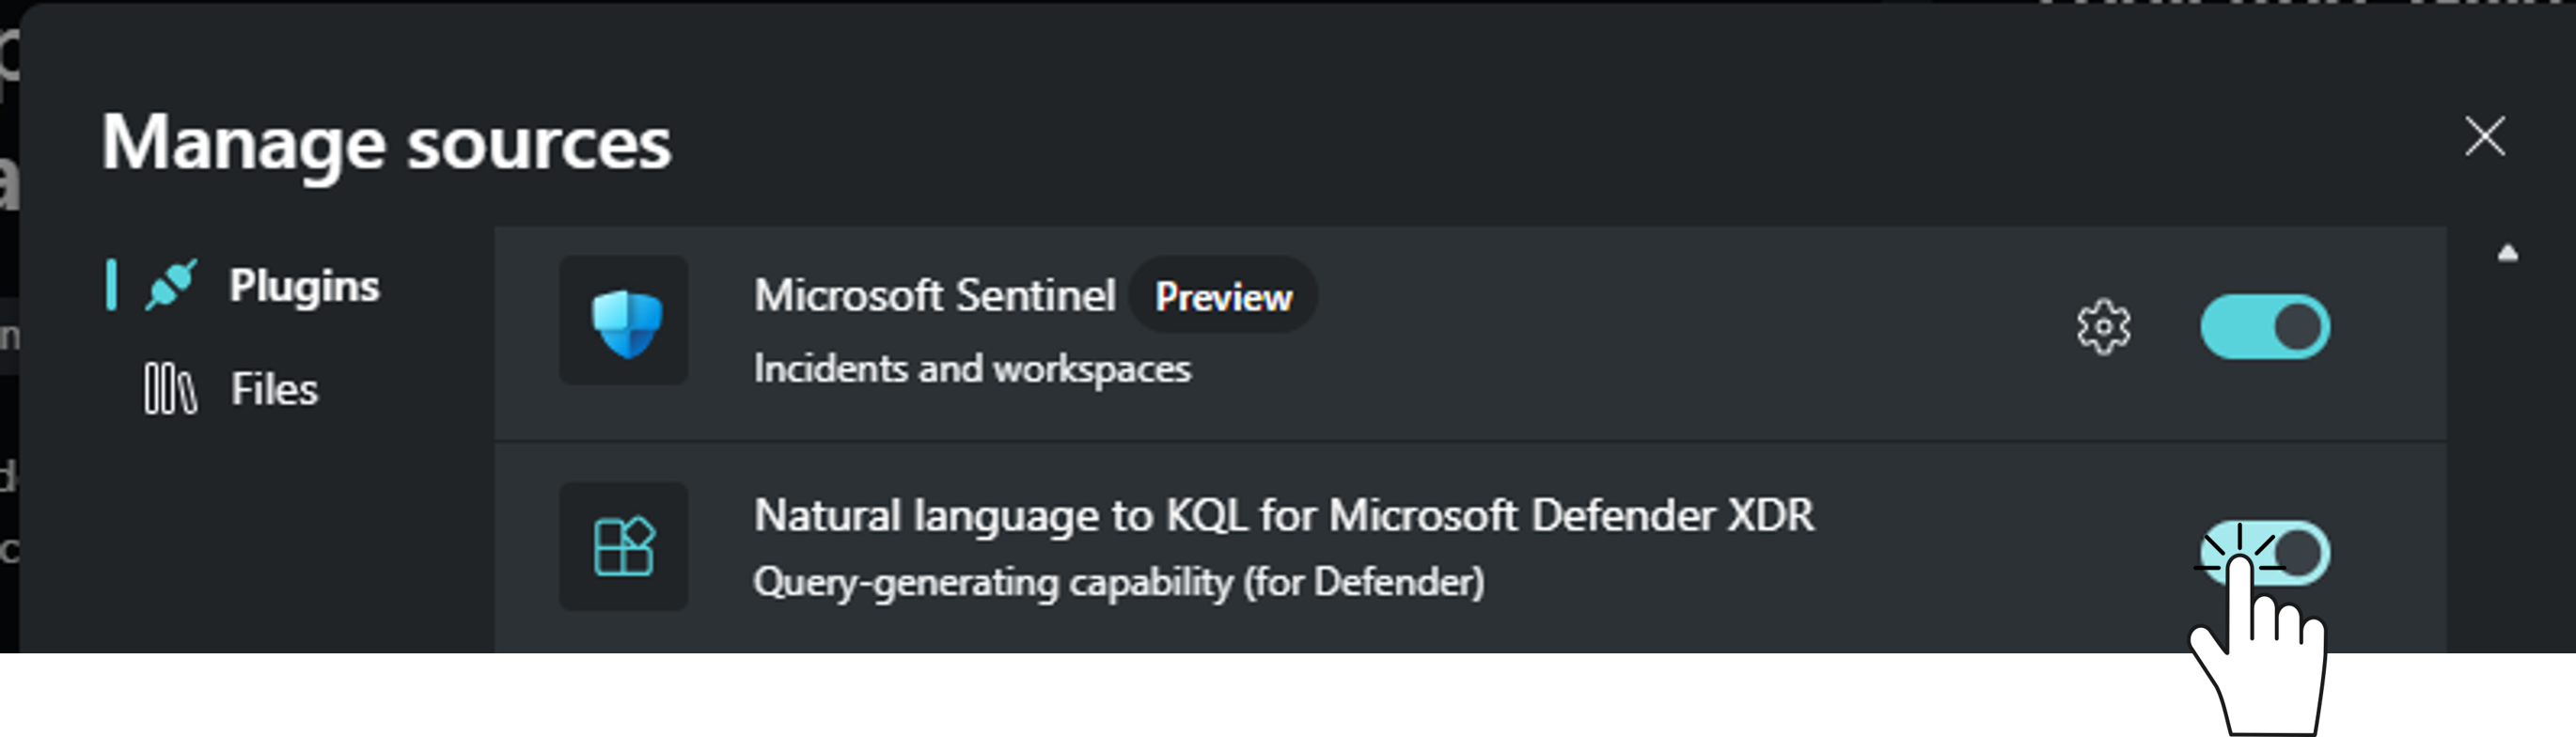 Manage sources
Plugins
Files
Microsoft Sentinel Preview
Incidents and workspaces
Natural language to KQL for Microsoft Defender XDR
Query-generating capability (for Defender)